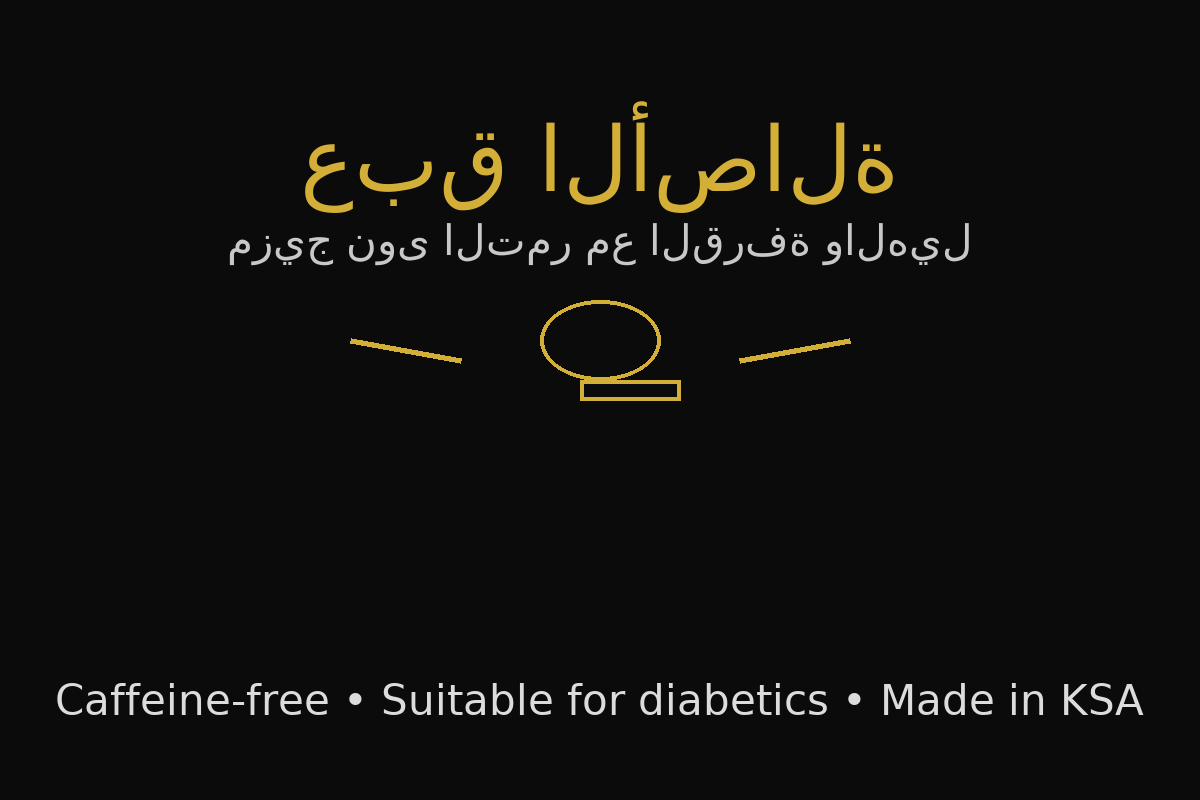 عبق الأصالة
مزيج نوى التمر مع القرفة والهيل
Caffeine-free • Suitable for diabetics • Made in KSA